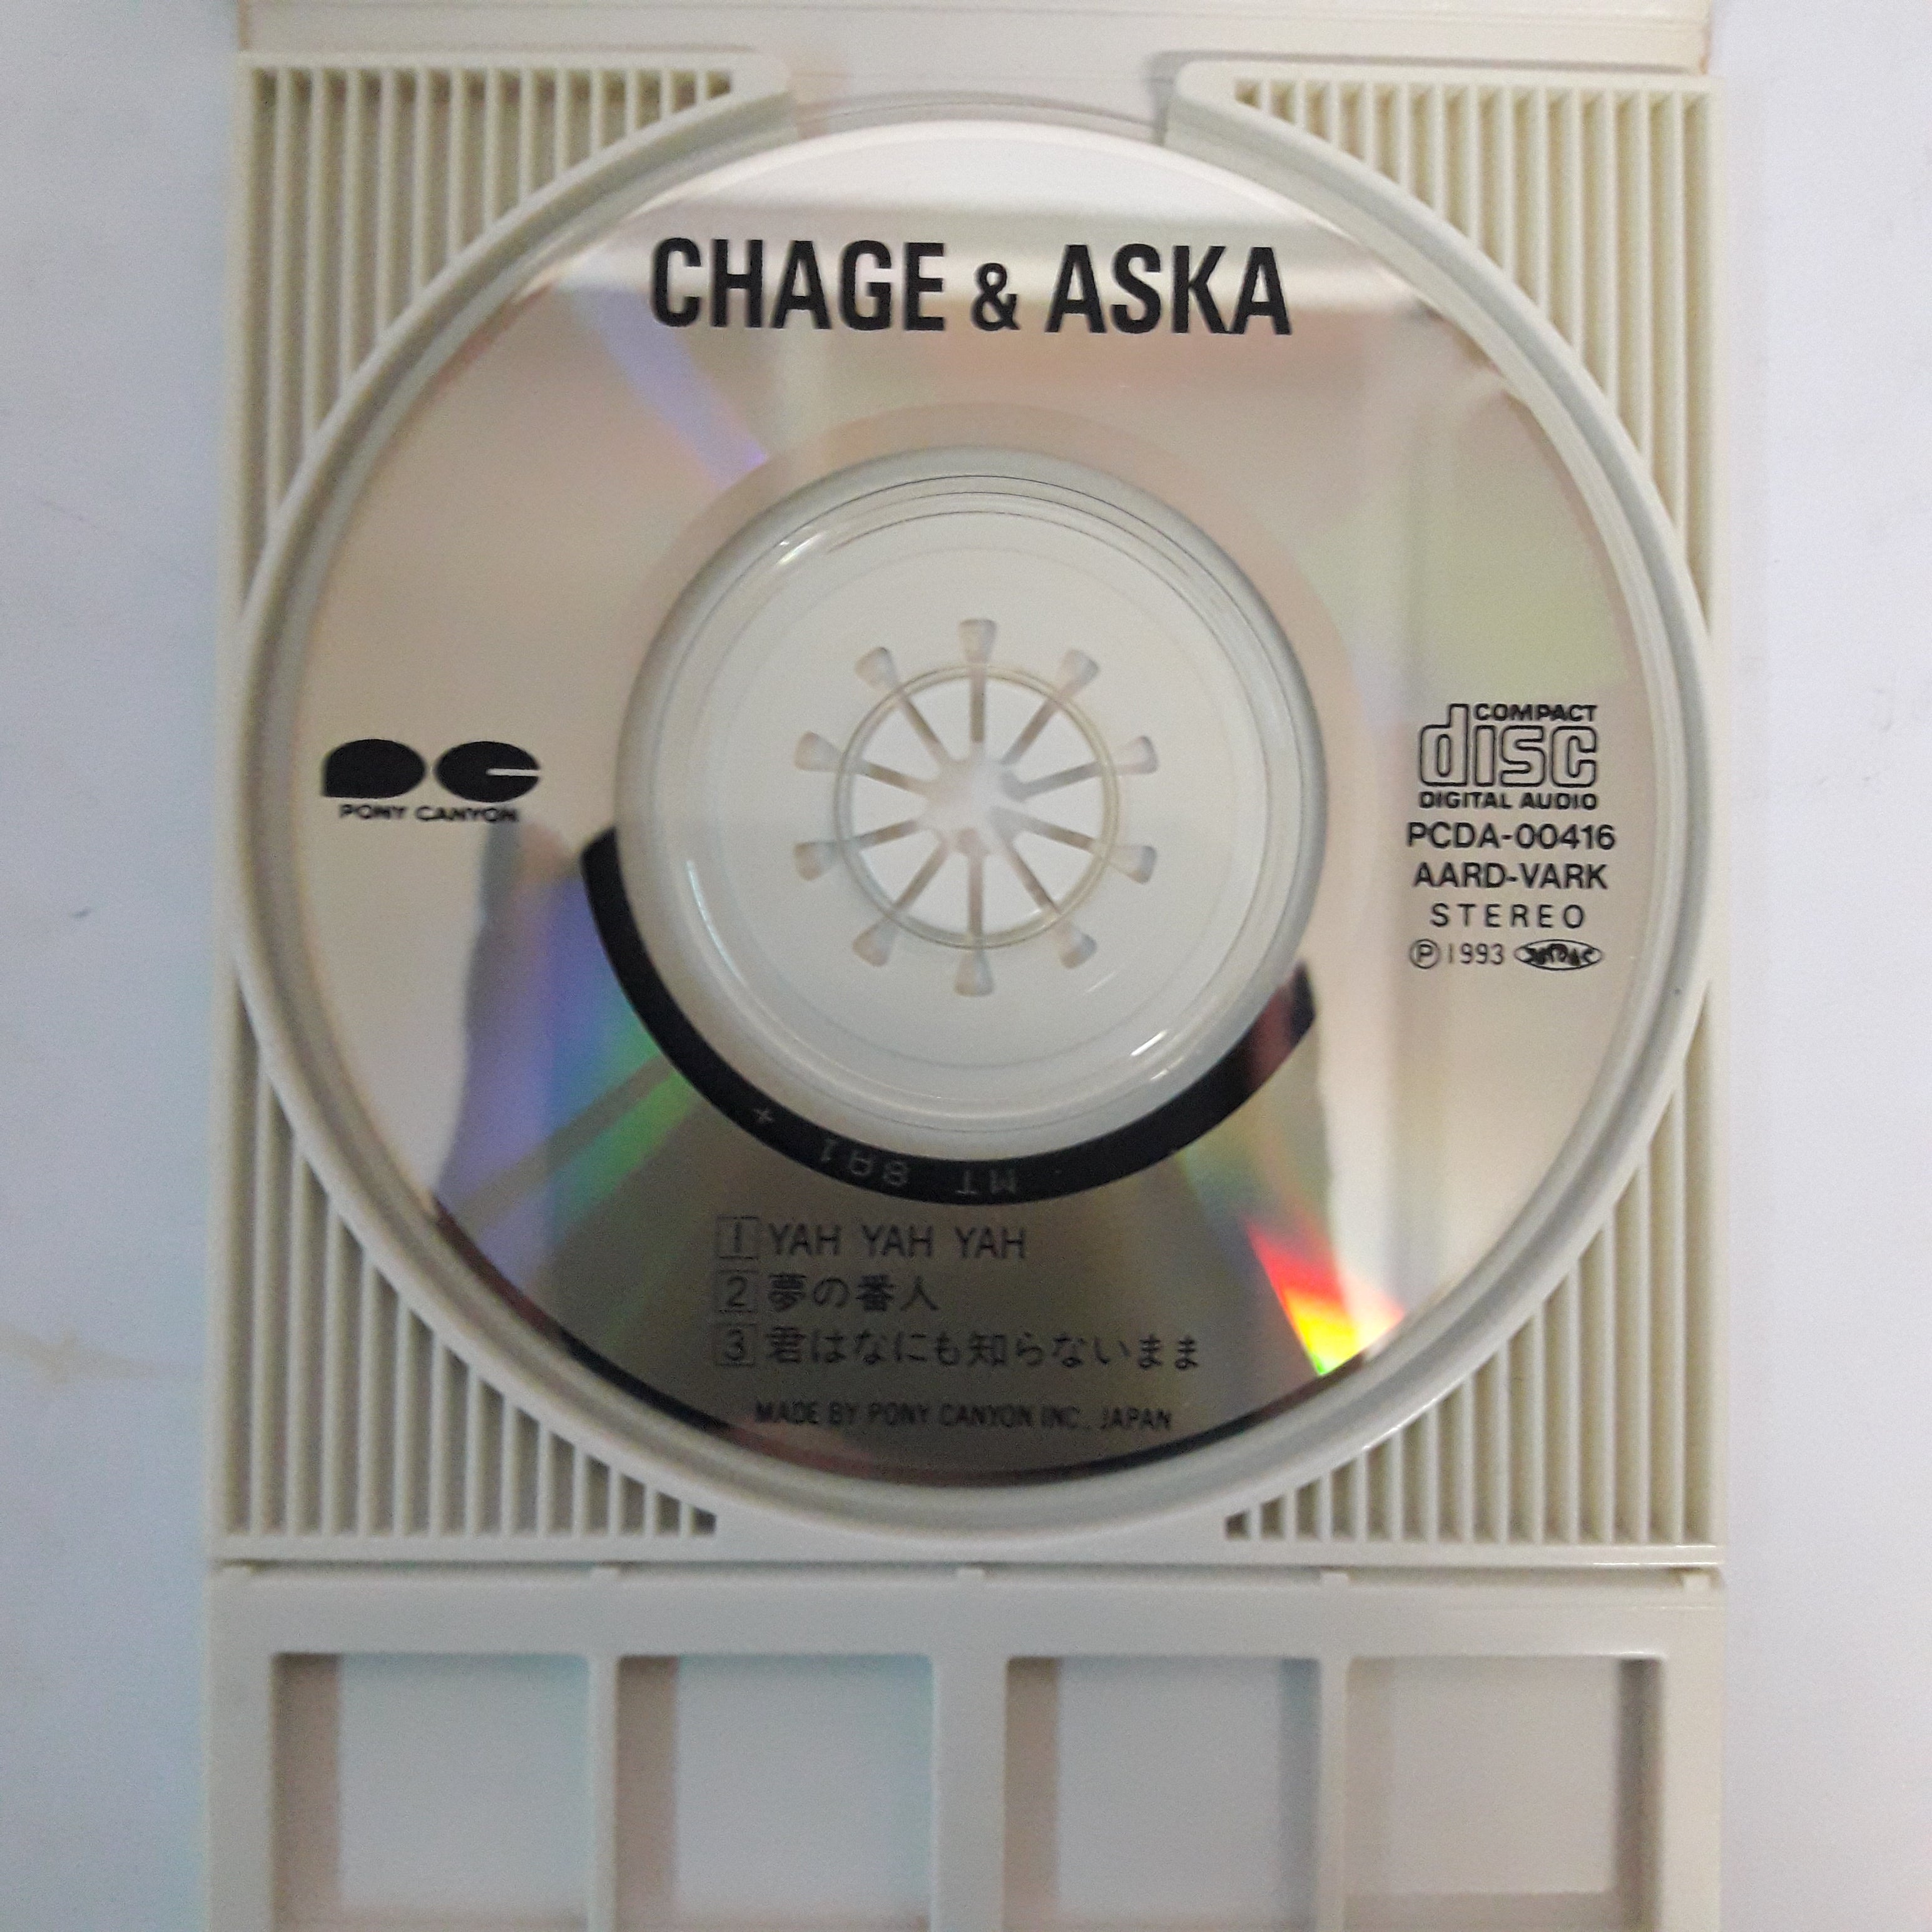 CHAGE & ASKA
PONY CANYON
COMPACT
disc
DIGITAL AUDIO
PCDA-00416
AARD-VARK
STEREO
Ⓟ1993
MT 8A1 +
1 YAH YAH YAH
2 夢の番人
3 君はなにも知らないまま
MADE BY PONY CANYON INC., JAPAN